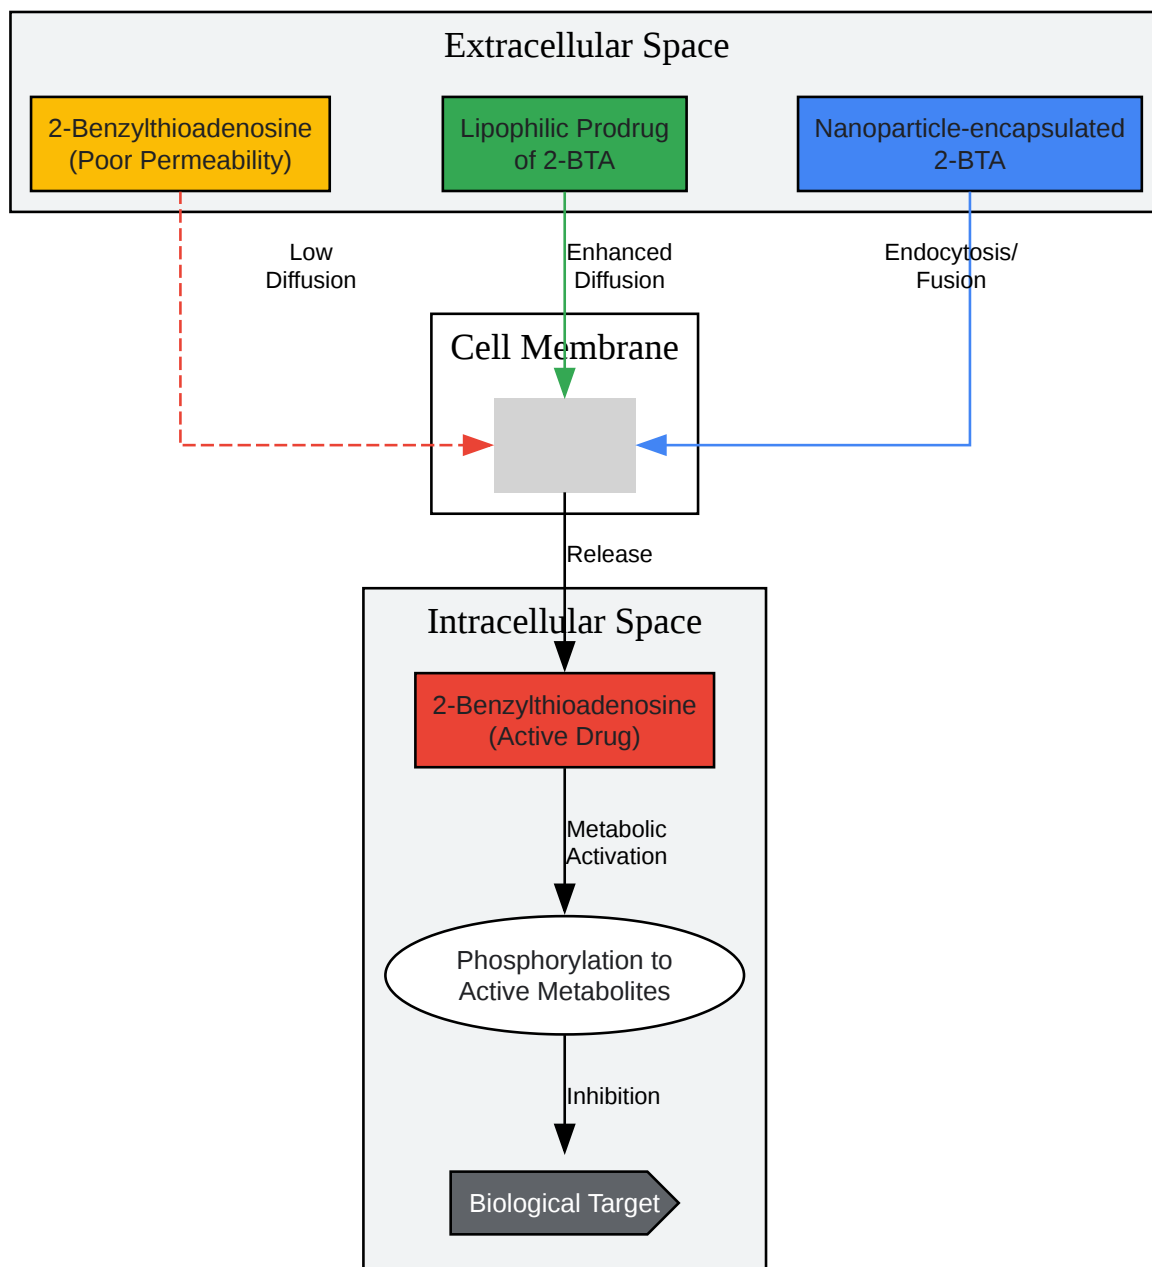 Extracellular Space
2-Benzylthioadenosine
(Poor Permeability)
Lipophilic Prodrug
of 2-BTA
Nanoparticle-encapsulated
2-BTA
Low
Diffusion
Enhanced
Diffusion
Endocytosis/
Fusion
Cell Membrane
Release
Intracellular Space
2-Benzylthioadenosine
(Active Drug)
Metabolic
Activation
Phosphorylation to
Active Metabolites
Inhibition
Biological Target